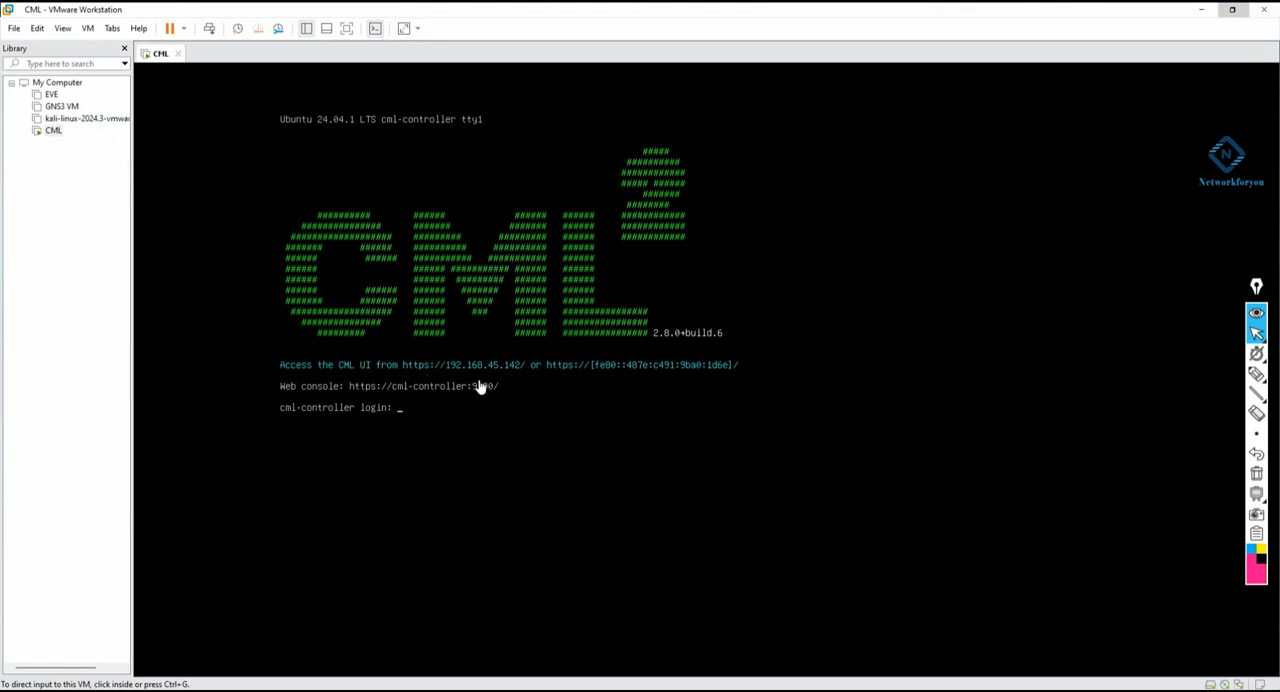 CML - VMware Workstation
File Edit View VM Tabs Help
Library
Type here to search
CML
My Computer
EVE
GNS3 VM
kali-linux-2024.3-vmwar
CML
Ubuntu 24.04.1 LTS cml-controller tty1
CML2
2.8.0+build.6
Access the CML UI from https://192.168.45.142/ or https://[fe80::487e:c491:9ba0:1d6e]/
Web console: https://cml-controller:
cml-controller login: _
N
Networkforyou
To direct input to this VM, click inside or press Ctrl+G.